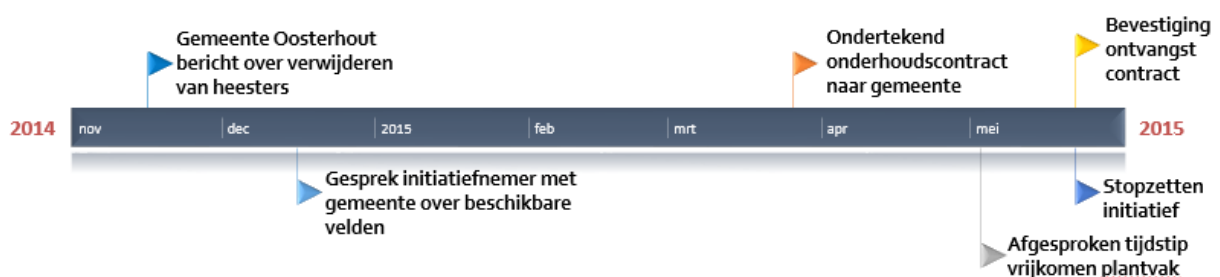 Gemeente Oosterhout
bericht over verwijderen
van heesters
Ondertekend
onderhoudscontract
naar gemeente
Bevestiging
ontvangst
contract
2014
nov
dec
2015
feb
mrt
apr
mei
2015
Gesprek initiatiefnemer met
gemeente over beschikbare
velden
Stopzetten
initiatief
Afgesproken tijdstip
vrijkomen plantvak